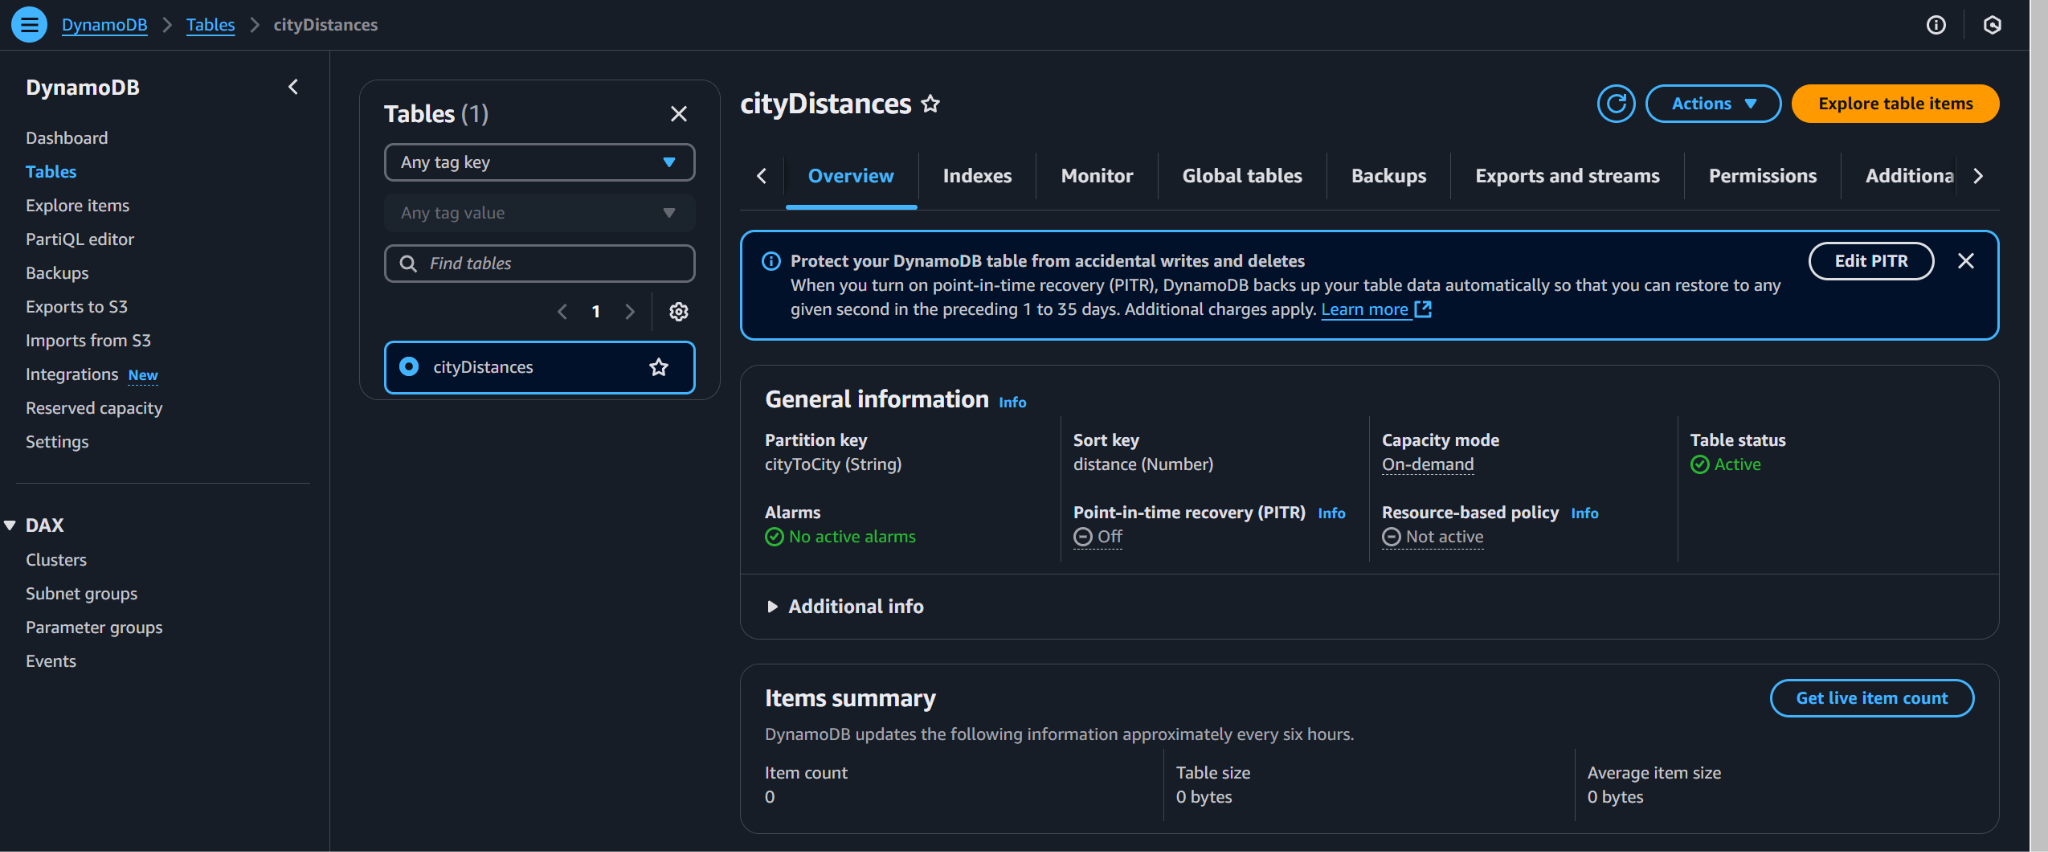 DynamoDB > Tables > cityDistances
DynamoDB
Dashboard
Tables
Explore items
PartiQL editor
Backups
Exports to S3
Imports from S3
Integrations New
Reserved capacity
Settings
DAX
Clusters
Subnet groups
Parameter groups
Events
Tables (1)
Any tag key
Any tag value
Find tables
1
cityDistances
cityDistances
Actions
Explore table items
Overview
Indexes
Monitor
Global tables
Backups
Exports and streams
Permissions
Additiona
Protect your DynamoDB table from accidental writes and deletes
When you turn on point-in-time recovery (PITR), DynamoDB backs up your table data automatically so that you can restore to any
given second in the preceding 1 to 35 days. Additional charges apply. Learn more
Edit PITR
General information Info
Partition key
cityToCity (String)
Sort key
distance (Number)
Capacity mode
On-demand
Table status
Active
Alarms
No active alarms
Point-in-time recovery (PITR) Info
Off
Resource-based policy Info
Not active
Additional info
Items summary
Get live item count
DynamoDB updates the following information approximately every six hours.
Item count
0
Table size
0 bytes
Average item size
0 bytes